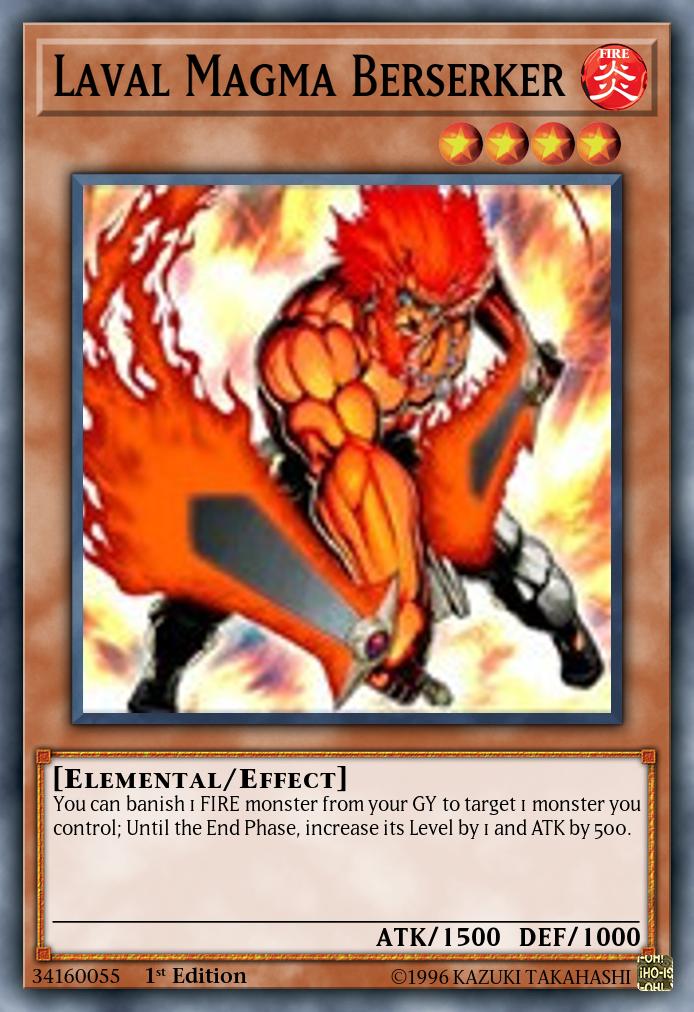 Laval Magma Berserker
FIRE
炎
[Elemental/Effect]
You can banish 1 FIRE monster from your GY to target 1 monster you
control; Until the End Phase, increase its Level by 1 and ATK by 500.
ATK/1500 DEF/1000
34160055 1st Edition ©1996 KAZUKI TAKAHASHI